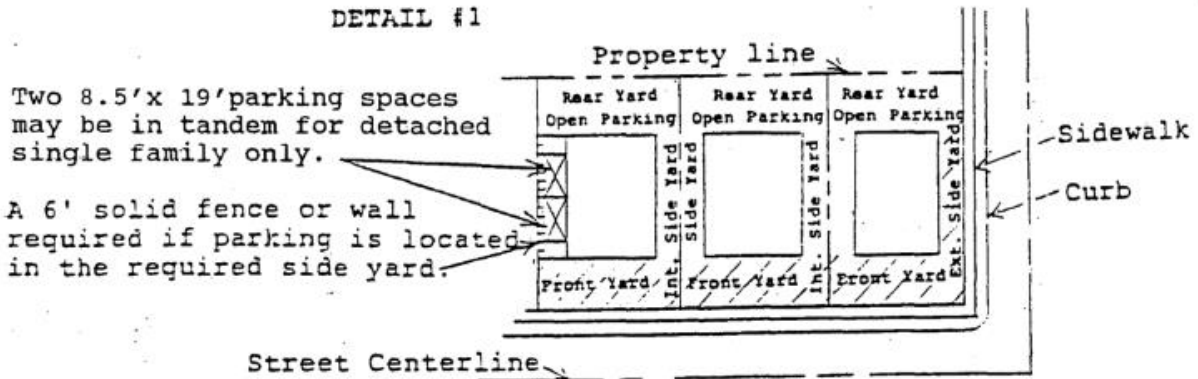 DETAIL #1
Property line
Two 8.5'x 19'parking spaces
may be in tandem for detached
single family only.
A 6' solid fence or wall
required if parking is located
in the required side yard.
Rear Yard
Open Parking
Rear Yard
Open Parking
Rear Yard
Open Parking
Int. Side Yard
Side Yard
Int. Side Yard
Ext. Side Yard
Front Yard
Front Yard
Front Yard
Sidewalk
Curb
Street Centerline